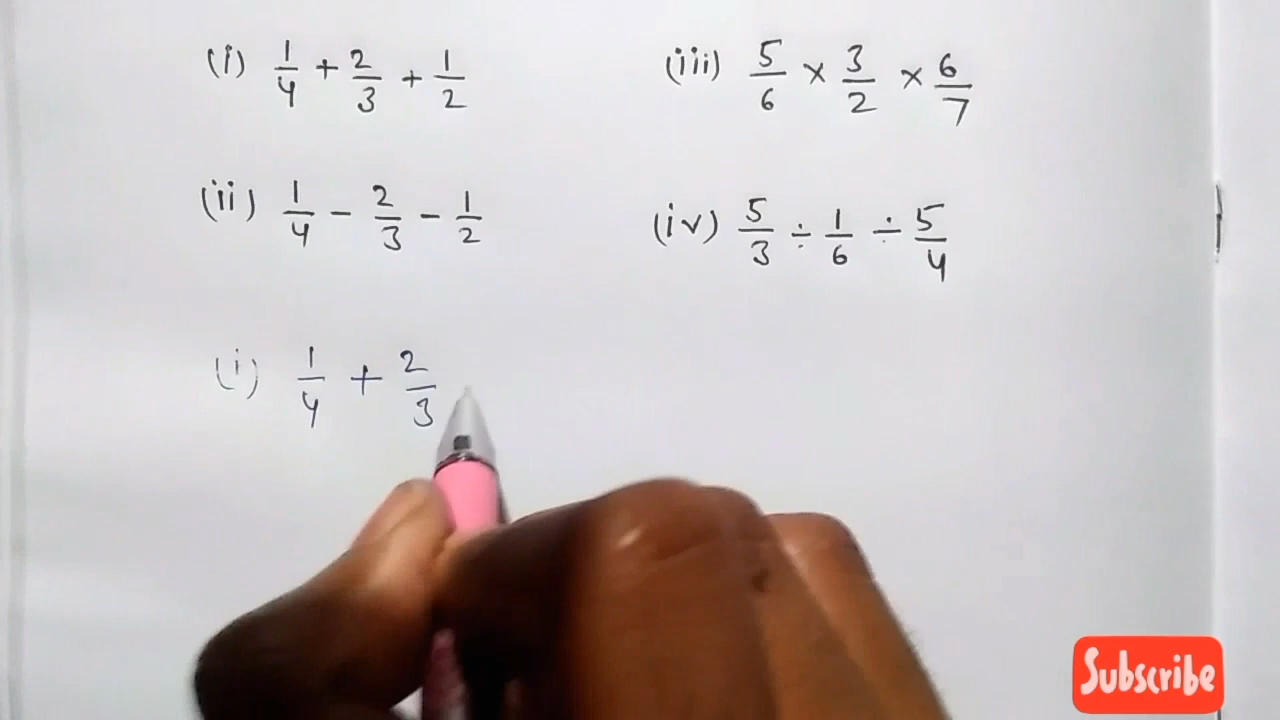 (i) 1/4 + 2/3 + 1/2
(iii) 5/6 × 3/2 × 6/7
(ii) 1/4 - 2/3 - 1/2
(iv) 5/3 ÷ 1/6 ÷ 5/4
(i) 1/4 + 2/3
Subscribe